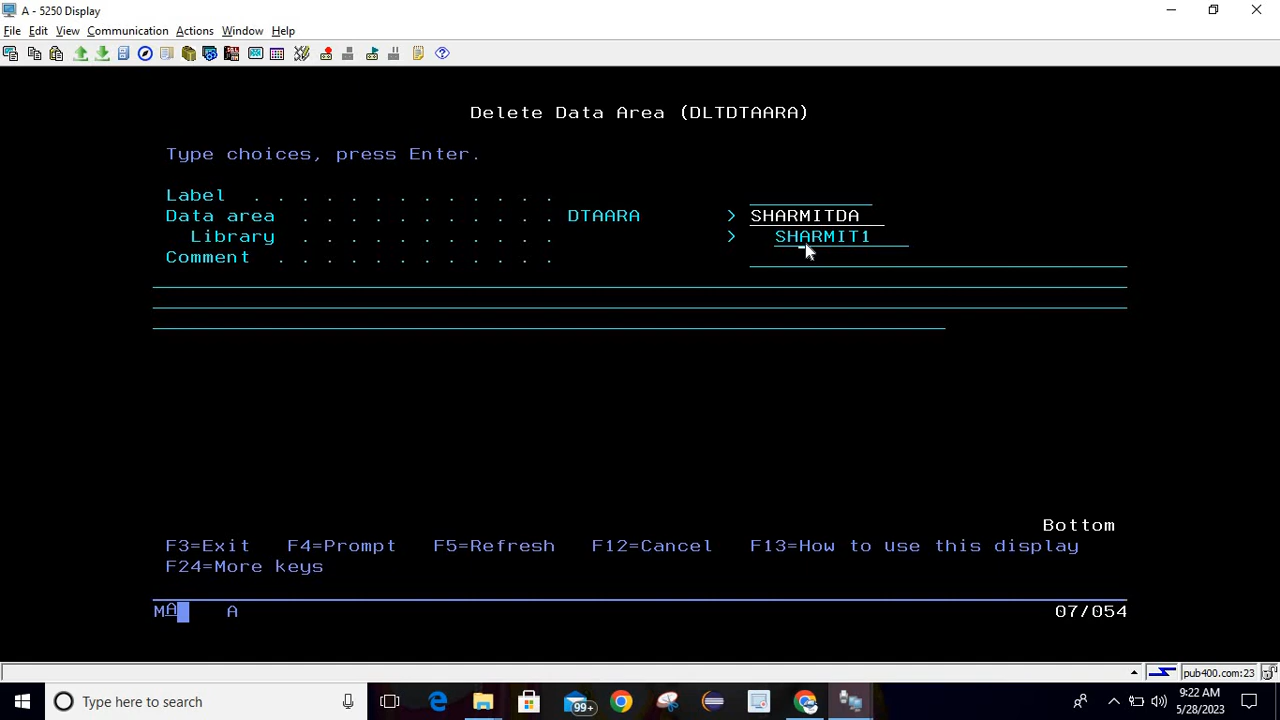 A - 5250 Display
File Edit View Communication Actions Window Help
Delete Data Area (DLTDTAARA)
Type choices, press Enter.
Label . . . . . . . . . . . . .
Data area . . . . . . . . . . . DTAARA > SHARMITDA
Library . . . . . . . . . . . > SHARMIT1
Comment . . . . . . . . . . . .
Bottom
F3=Exit F4=Prompt F5=Refresh F12=Cancel F13=How to use this display
F24=More keys
MA A 07/054
pub400.com:23
Type here to search
99+
9:22 AM
5/28/2023